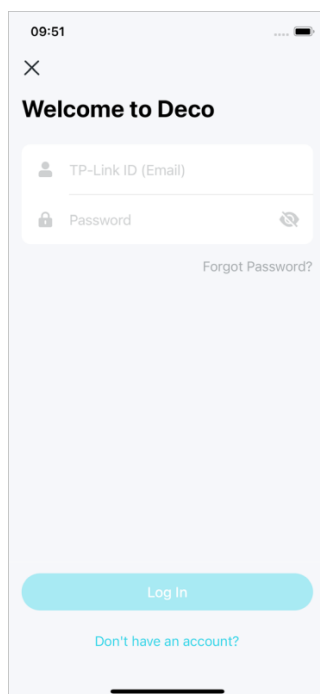 09:51
Welcome to Deco
TP-Link ID (Email)
Password
Forgot Password?
Log In
Don't have an account?